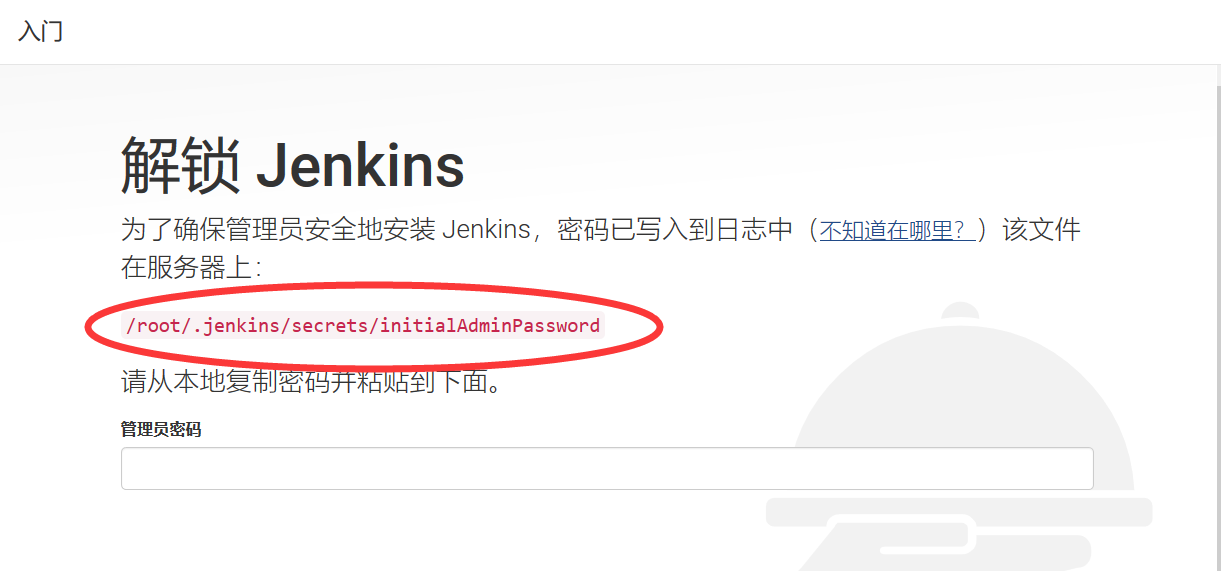 入门
解锁 Jenkins
为了确保管理员安全地安装 Jenkins，密码已写入到日志中（不知道在哪里？）该文件
在服务器上：
/root/.jenkins/secrets/initialAdminPassword
请从本地复制密码并粘贴到下面。
管理员密码